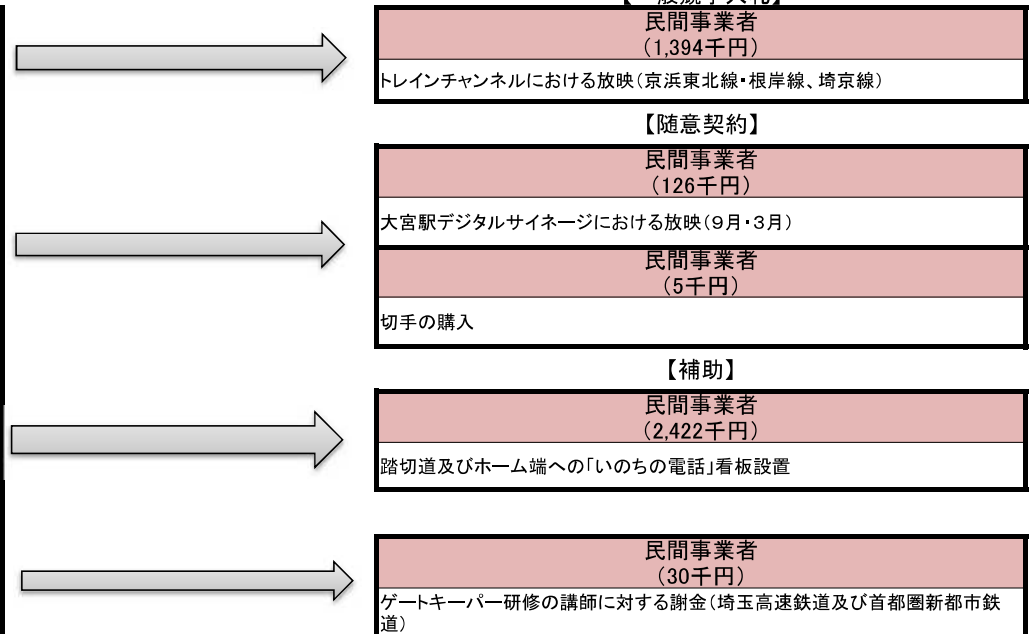 民間事業者
(1,394千円)
トレインチャンネルにおける放映(京浜東北線・根岸線、埼京線)
【随意契約】
民間事業者
(126千円)
大宮駅デジタルサイネージにおける放映(9月・3月)
民間事業者
(5千円)
切手の購入
【補助】
民間事業者
(2,422千円)
踏切道及びホーム端への「いのちの電話」看板設置
民間事業者
(30千円)
ゲートキーパー研修の講師に対する謝金(埼玉高速鉄道及び首都圏新都市鉄
道)